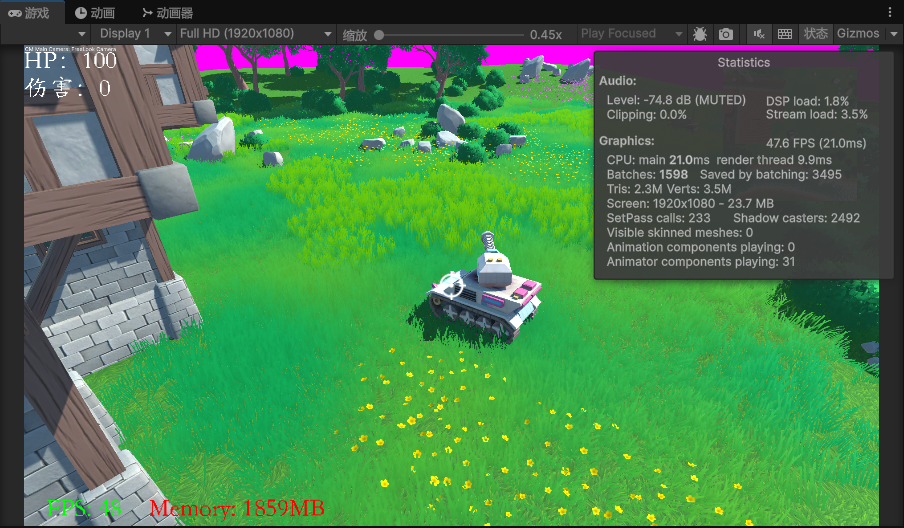 游戏 动画 动画器
Display 1 Full HD (1920x1080) 缩放 0.45x Play Focused 状态 Gizmos
CM Main Camera: FreeLook Camera
HP: 100
伤害: 0
Statistics
Audio:
Level: -74.8 dB (MUTED) DSP load: 1.8%
Clipping: 0.0% Stream load: 3.5%
Graphics: 47.6 FPS (21.0ms)
CPU: main 21.0ms render thread 9.9ms
Batches: 1598 Saved by batching: 3495
Tris: 2.3M Verts: 3.5M
Screen: 1920x1080 - 23.7 MB
SetPass calls: 233 Shadow casters: 2492
Visible skinned meshes: 0
Animation components playing: 0
Animator components playing: 31
FPS: 48 Memory: 1859MB